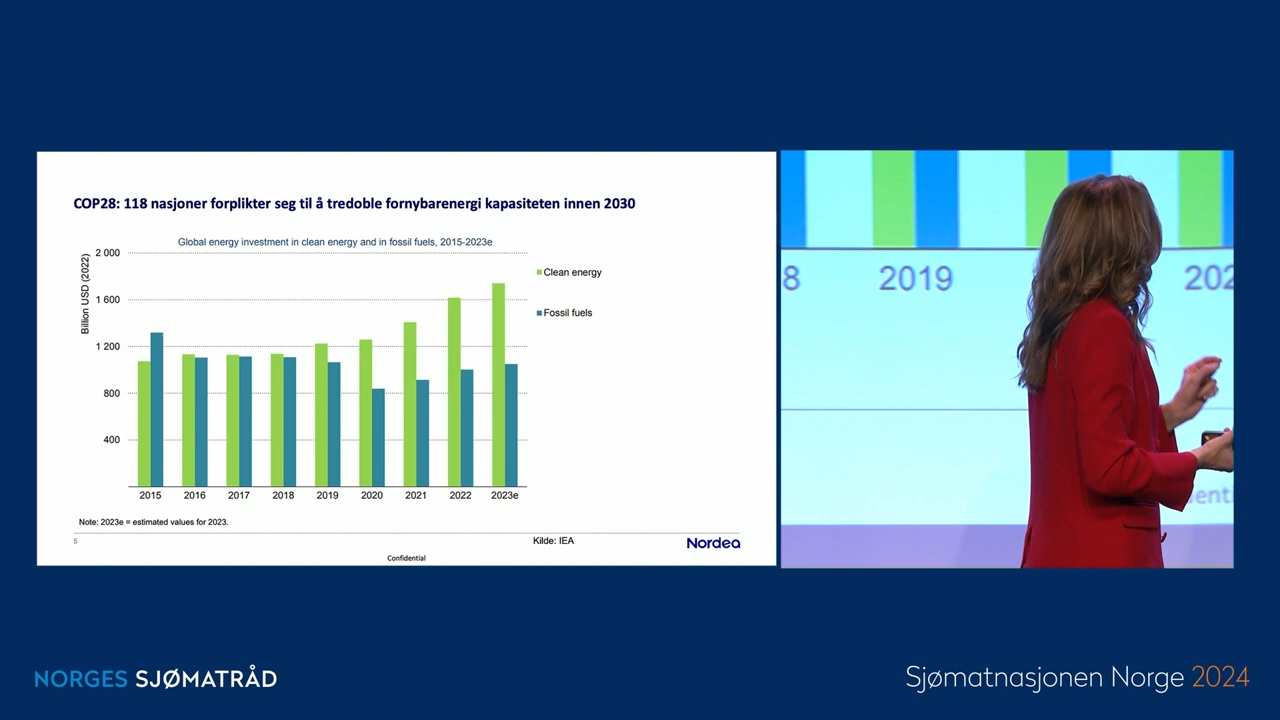 COP28: 118 nasjoner forplikter seg til å tredoble fornybarenergi kapasiteten innen 2030
Global energy investment in clean energy and in fossil fuels, 2015-2023e
Billion USD (2022)
2 000
1 600
1 200
800
400
Clean energy
Fossil fuels
2015 2016 2017 2018 2019 2020 2021 2022 2023e
Note: 2023e = estimated values for 2023.
5
Kilde: IEA
Nordea
Confidential
8 2019 202
NORGES SJØMATRÅD
Sjømatnasjonen Norge 2024